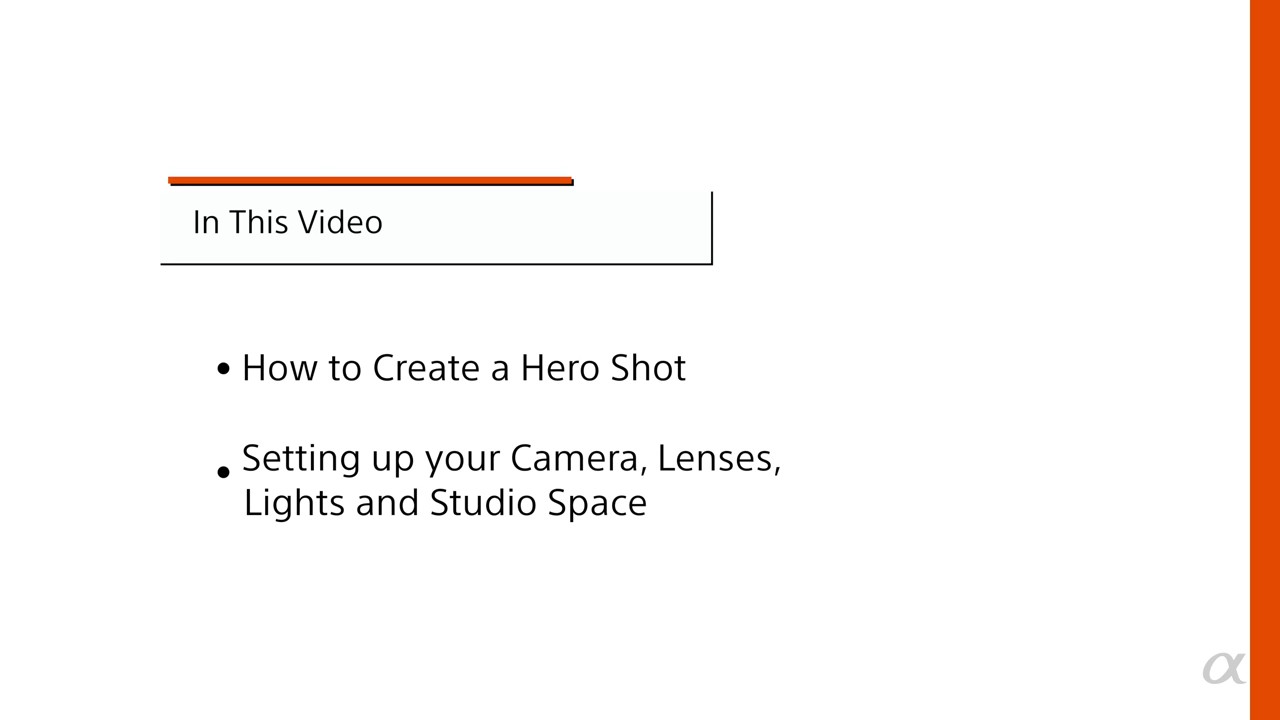 In This Video
• How to Create a Hero Shot
• Setting up your Camera, Lenses,
Lights and Studio Space
α